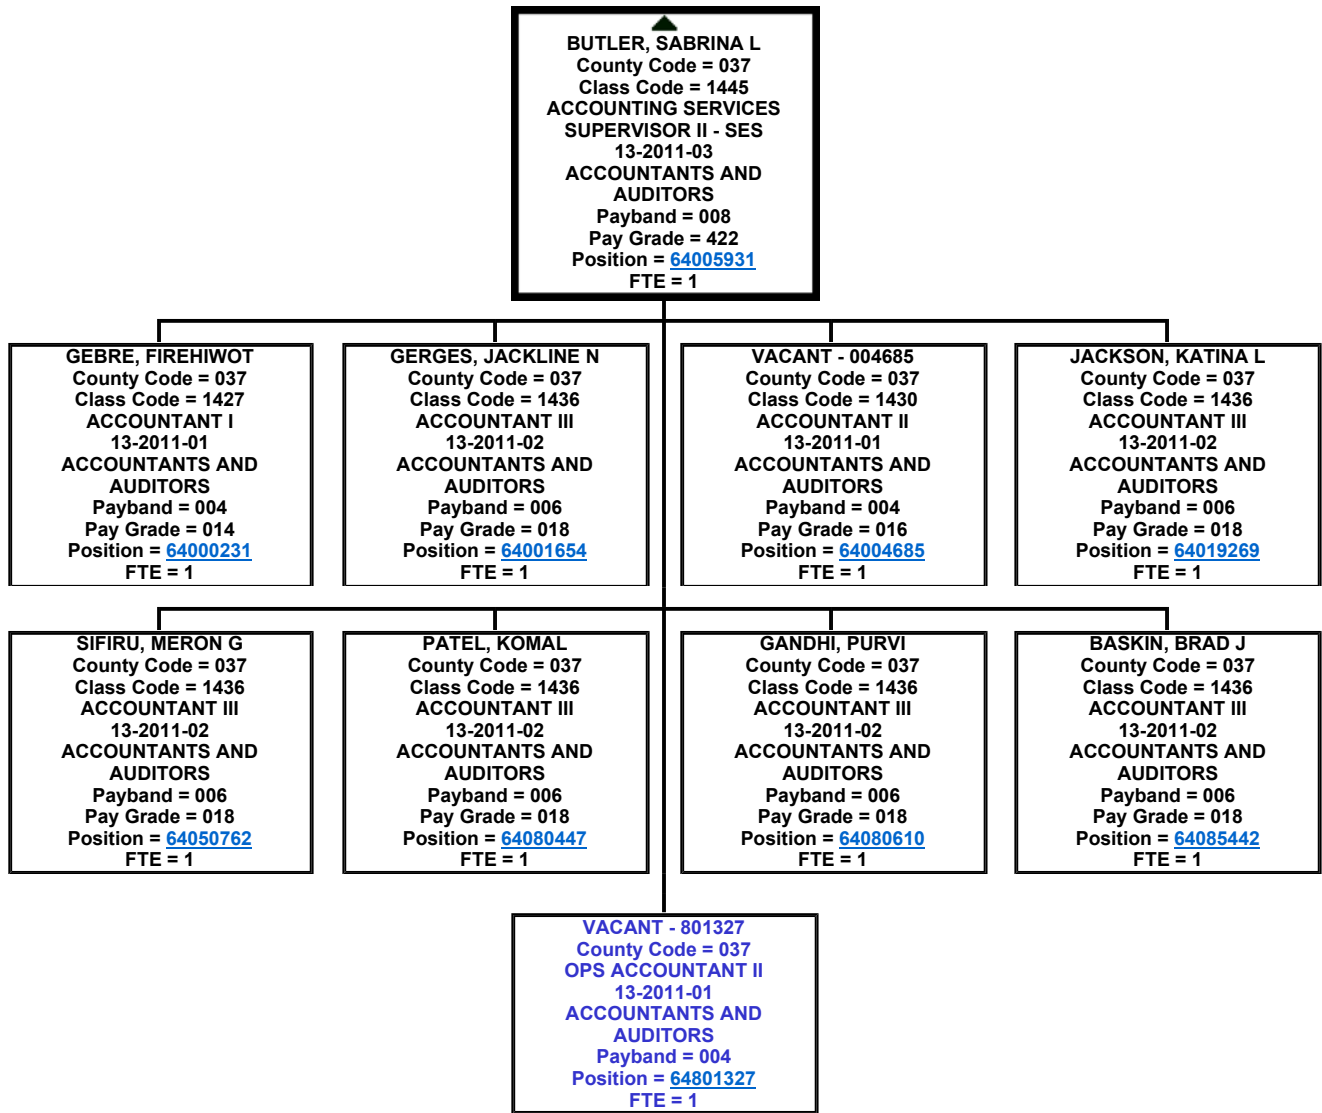 BUTLER, SABRINA L
County Code = 037
Class Code = 1445
ACCOUNTING SERVICES
SUPERVISOR II - SES
13-2011-03
ACCOUNTANTS AND
AUDITORS
Payband = 008
Pay Grade = 422
Position = 64005931
FTE = 1
GEBRE, FIREHIWOT
County Code = 037
Class Code = 1427
ACCOUNTANT I
13-2011-01
ACCOUNTANTS AND
AUDITORS
Payband = 004
Pay Grade = 014
Position = 64000231
FTE = 1
GERGES, JACKLINE N
County Code = 037
Class Code = 1436
ACCOUNTANT III
13-2011-02
ACCOUNTANTS AND
AUDITORS
Payband = 006
Pay Grade = 018
Position = 64001654
FTE = 1
VACANT - 004685
County Code = 037
Class Code = 1430
ACCOUNTANT II
13-2011-01
ACCOUNTANTS AND
AUDITORS
Payband = 004
Pay Grade = 016
Position = 64004685
FTE = 1
JACKSON, KATINA L
County Code = 037
Class Code = 1436
ACCOUNTANT III
13-2011-02
ACCOUNTANTS AND
AUDITORS
Payband = 006
Pay Grade = 018
Position = 64019269
FTE = 1
SIFIRU, MERON G
County Code = 037
Class Code = 1436
ACCOUNTANT III
13-2011-02
ACCOUNTANTS AND
AUDITORS
Payband = 006
Pay Grade = 018
Position = 64050762
FTE = 1
PATEL, KOMAL
County Code = 037
Class Code = 1436
ACCOUNTANT III
13-2011-02
ACCOUNTANTS AND
AUDITORS
Payband = 006
Pay Grade = 018
Position = 64080447
FTE = 1
GANDHI, PURVI
County Code = 037
Class Code = 1436
ACCOUNTANT III
13-2011-02
ACCOUNTANTS AND
AUDITORS
Payband = 006
Pay Grade = 018
Position = 64080610
FTE = 1
BASKIN, BRAD J
County Code = 037
Class Code = 1436
ACCOUNTANT III
13-2011-02
ACCOUNTANTS AND
AUDITORS
Payband = 006
Pay Grade = 018
Position = 64085442
FTE = 1
VACANT - 801327
County Code = 037
OPS ACCOUNTANT II
13-2011-01
ACCOUNTANTS AND
AUDITORS
Payband = 004
Position = 64801327
FTE = 1